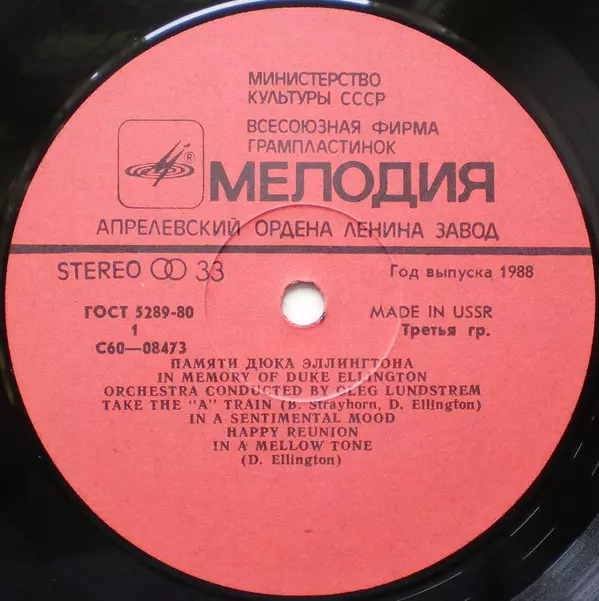 МИНИСТЕРСТВО
КУЛЬТУРЫ СССР
ВСЕСОЮЗНАЯ ФИРМА
ГРАМПЛАСТИНОК
®
МЕЛОДИЯ
АПРЕЛЕВСКИЙ ОРДЕНА ЛЕНИНА ЗАВОД
STEREO 33
Год выпуска 1988
ГОСТ 5289-80
MADE IN USSR
1
Третья гр.
С60—08473
ПАМЯТИ ДЮКА ЭЛЛИНГТОНА
IN MEMORY OF DUKE ELLINGTON
ORCHESTRA CONDUCTED BY OLEG LUNDSTREM
TAKE THE "A" TRAIN (B. Strayhorn, D. Ellington)
IN A SENTIMENTAL MOOD
HAPPY REUNION
IN A MELLOW TONE
(D. Ellington)